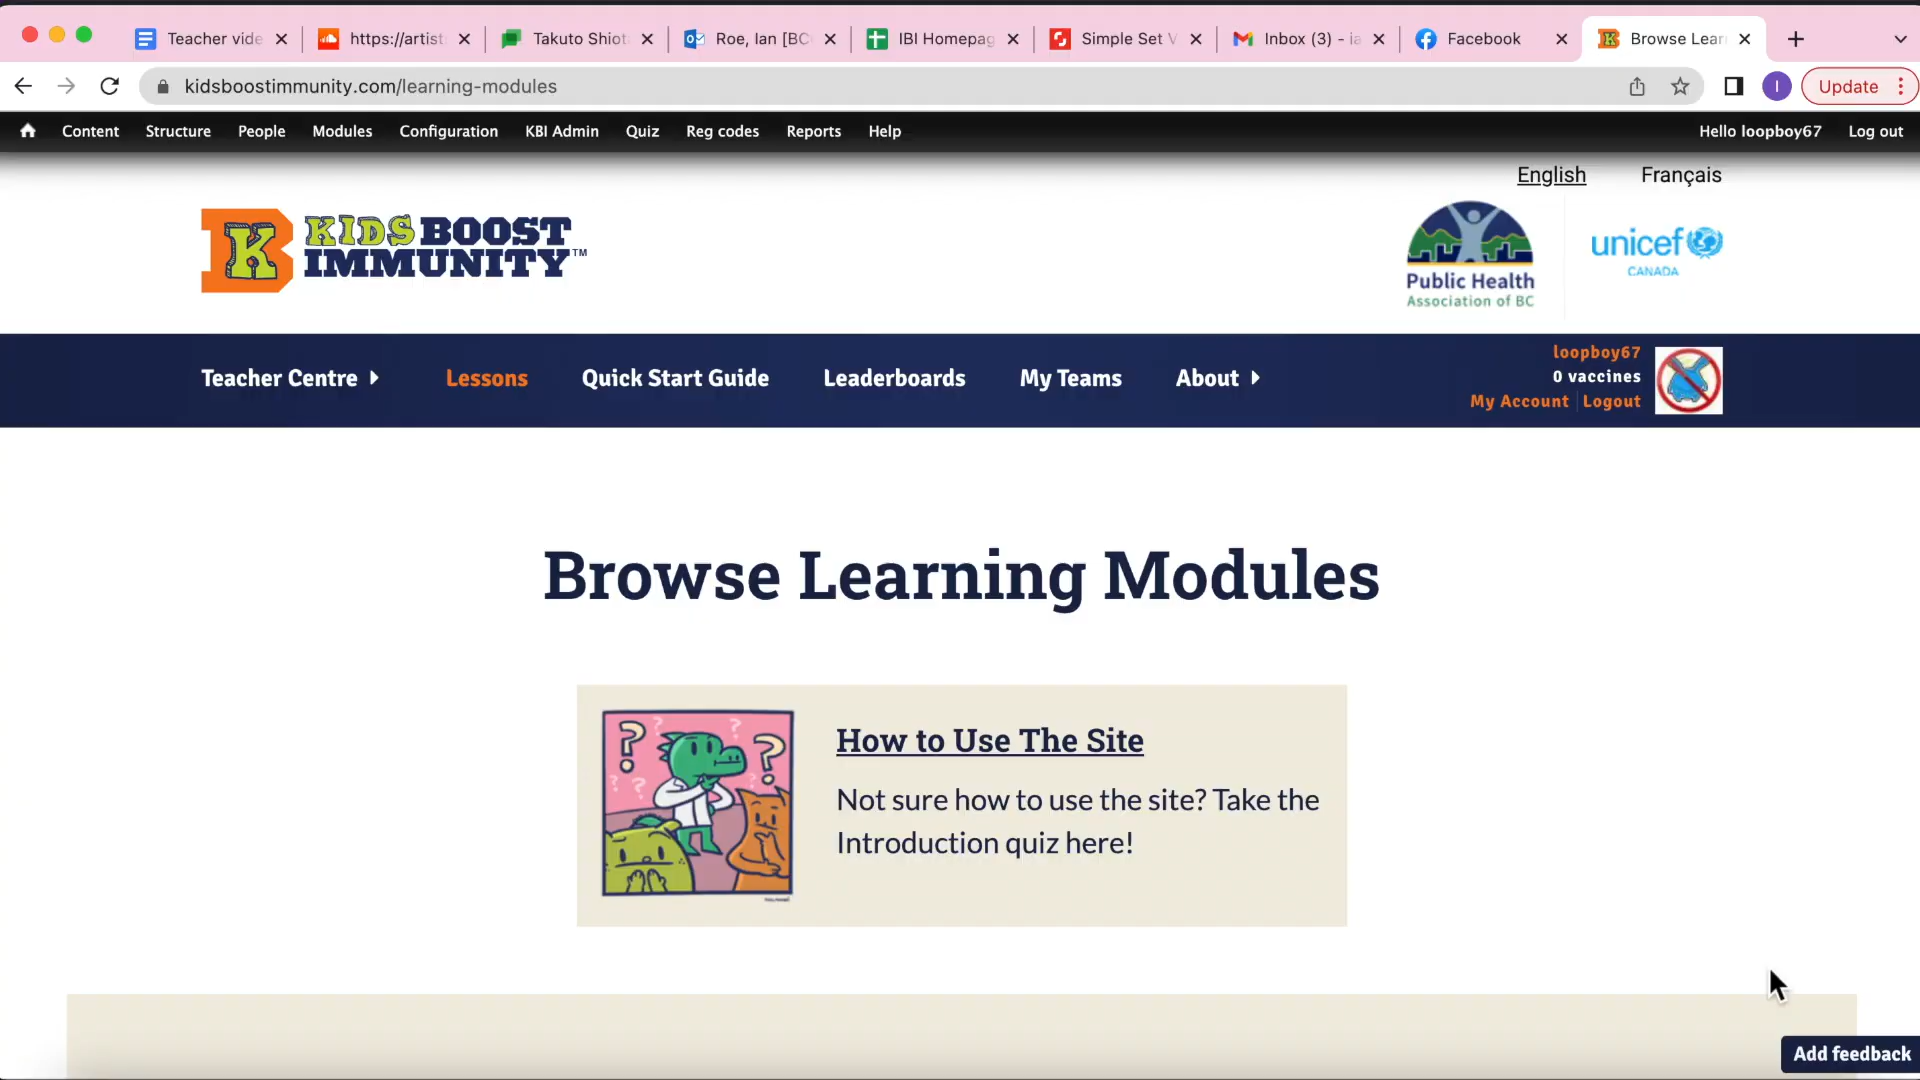 Teacher vide
https://artist
Takuto Shiot
Roe, Ian [BC
IBI Homepag
Simple Set V
Inbox (3) - ia
Facebook
Browse Lear
kidsboostimmunity.com/learning-modules
I
Update
Content Structure People Modules Configuration KBI Admin Quiz Reg codes Reports Help
Hello loopboy67 Log out
English Français
K
KIDS BOOST
IMMUNITY™
Public Health
Association of BC
unicef
CANADA
Teacher Centre Lessons Quick Start Guide Leaderboards My Teams About
loopboy67
0 vaccines
My Account Logout
Browse Learning Modules
How to Use The Site
Not sure how to use the site? Take the
Introduction quiz here!
Add feedback